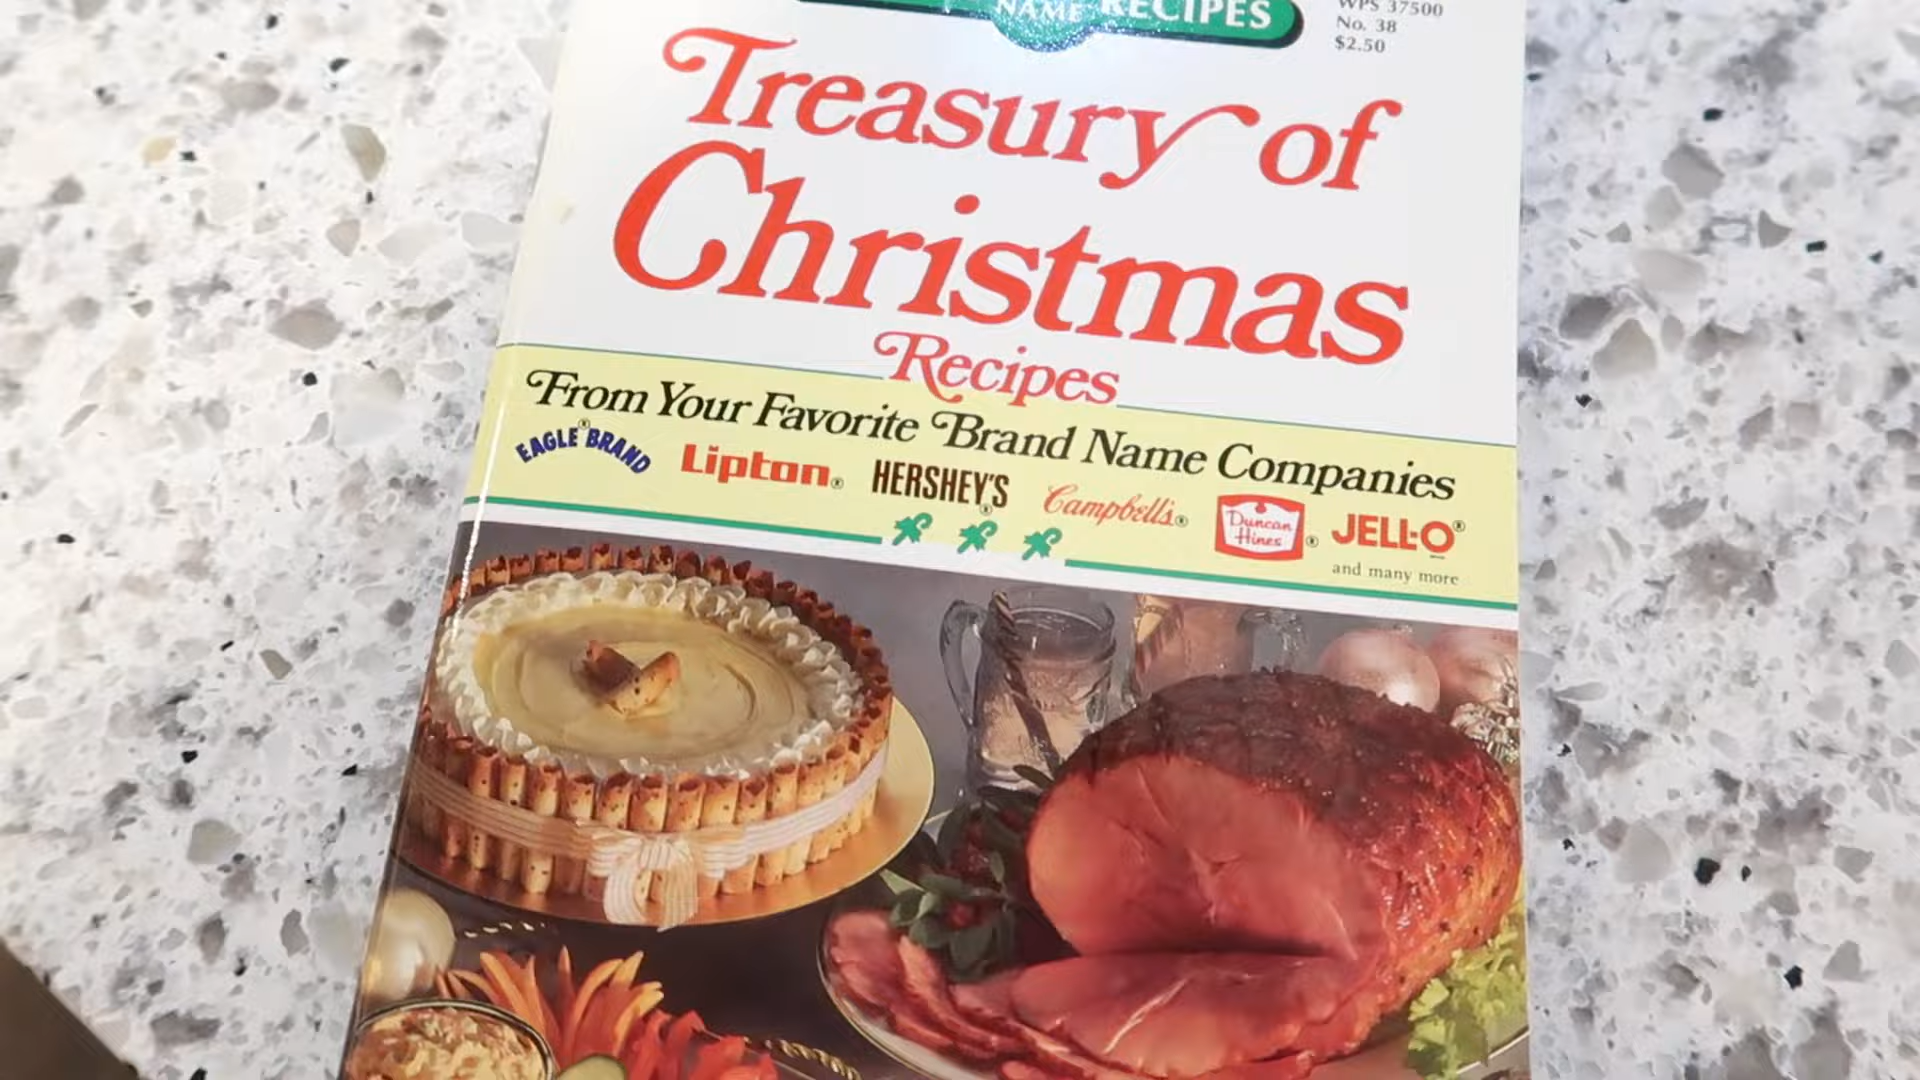 NAME RECIPES
WPS 37500
No. 38
$2.50
Treasury of
Christmas
Recipes
From Your Favorite Brand Name Companies
EAGLE® BRAND
Lipton®
HERSHEY'S®
Campbell's®
Duncan Hines®
JELL-O®
and many more